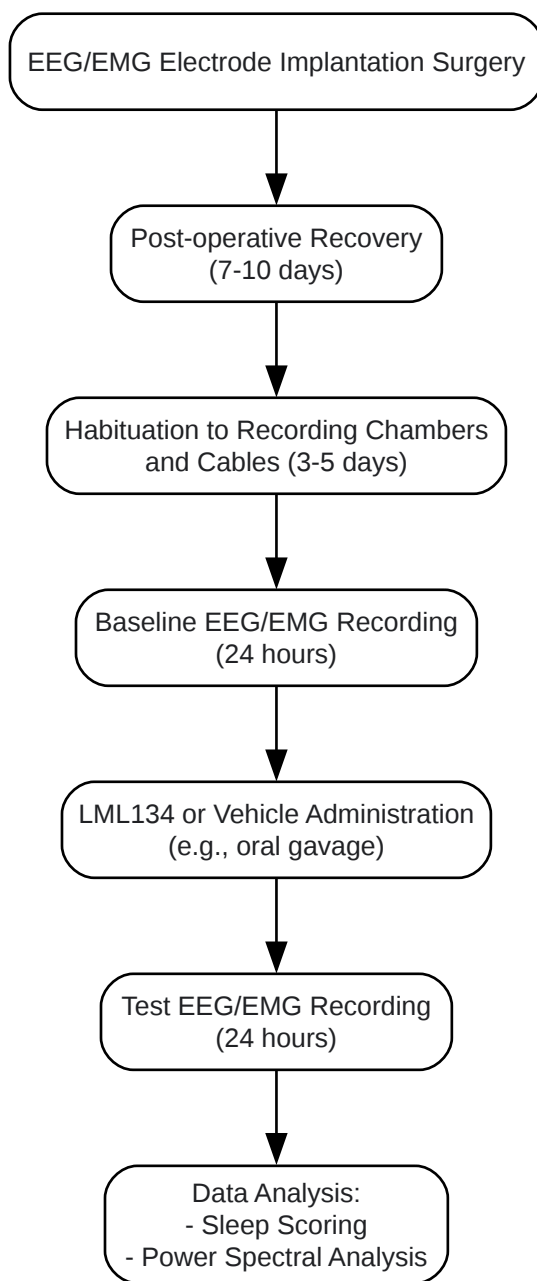 EEG/EMG Electrode Implantation Surgery
Post-operative Recovery
(7-10 days)
Habituation to Recording Chambers
and Cables (3-5 days)
Baseline EEG/EMG Recording
(24 hours)
LML134 or Vehicle Administration
(e.g., oral gavage)
Test EEG/EMG Recording
(24 hours)
Data Analysis:
- Sleep Scoring
- Power Spectral Analysis